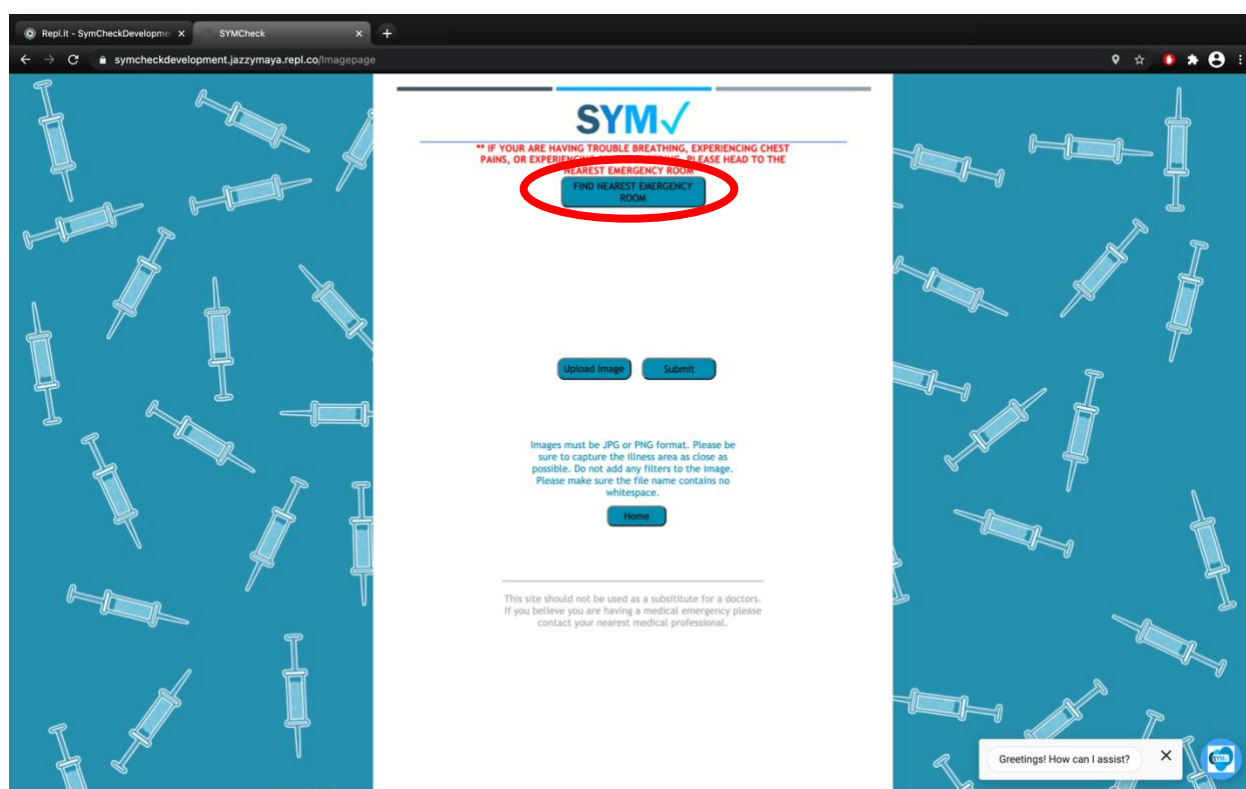 Repl.it - SymCheckDevelopme
SYMCheck
symcheckdevelopment.jazzymaya.repl.co/Imagepage
SYM✓
** IF YOUR ARE HAVING TROUBLE BREATHING, EXPERIENCING CHEST
PAINS, OR EXPERIENCING PLEASE HEAD TO THE
NEAREST EMERGENCY ROOM
FIND NEAREST EMERGENCY
ROOM
Upload Image Submit
Images must be JPG or PNG format. Please be
sure to capture the illness area as close as
possible. Do not add any filters to the image.
Please make sure the file name contains no
whitespace.
Home
This site should not be used as a substitute for a doctors.
If you believe you are having a medical emergency please
contact your nearest medical professional.
Greetings! How can I assist?